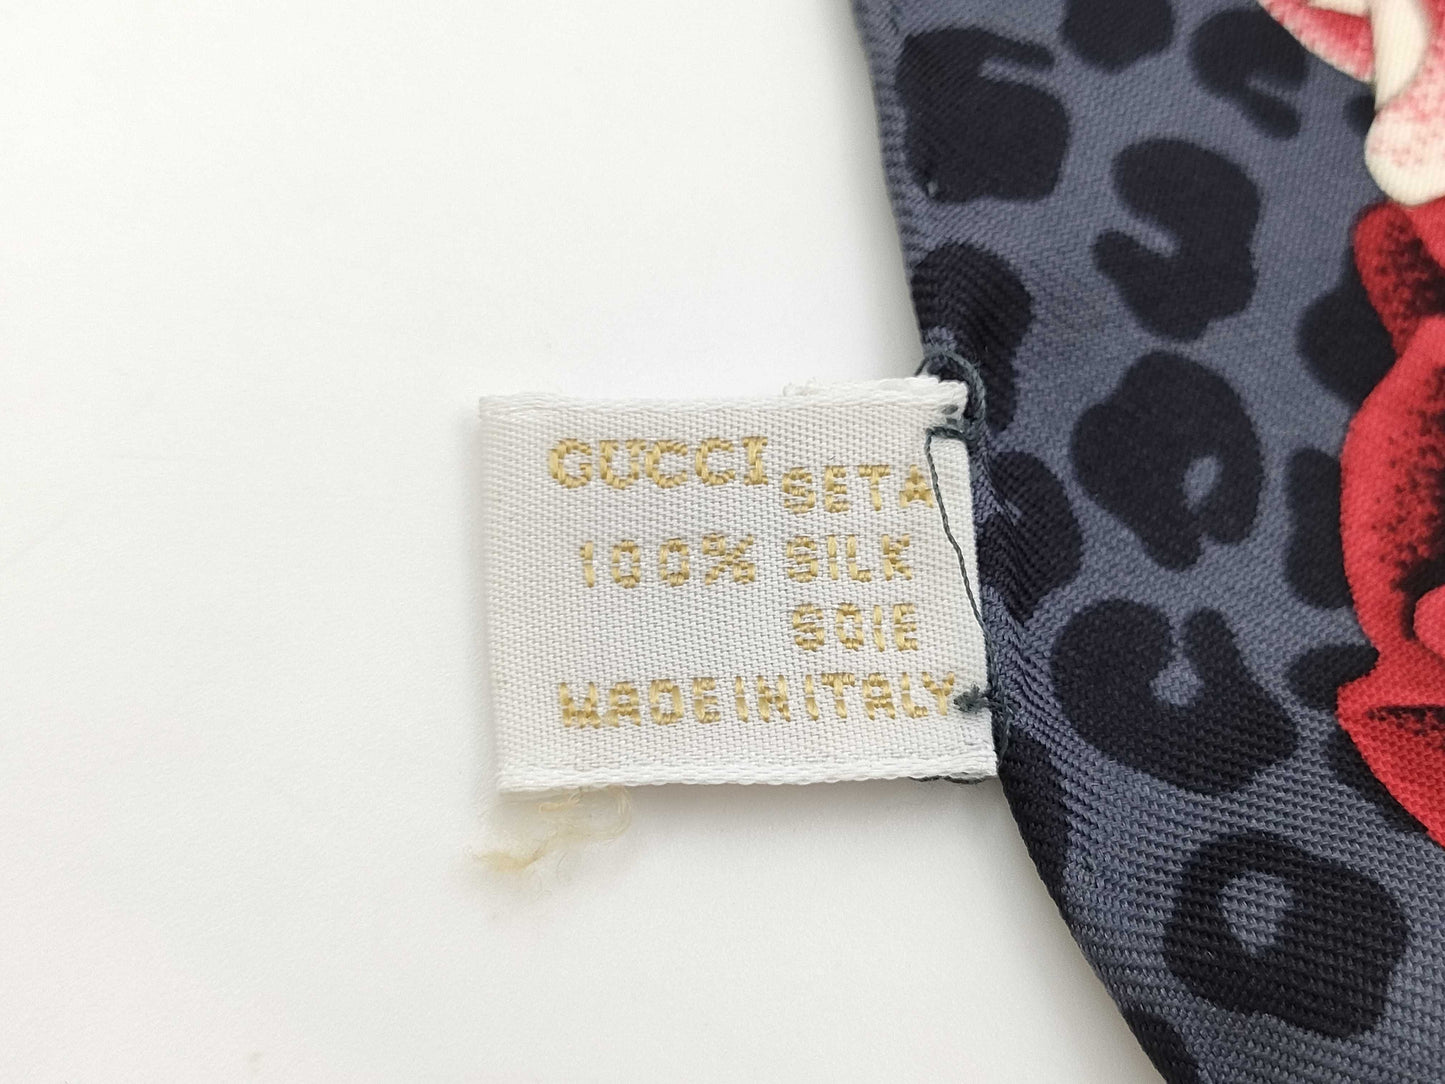 GUCCI SETA
100% SILK
SOIE
MADE IN ITALY